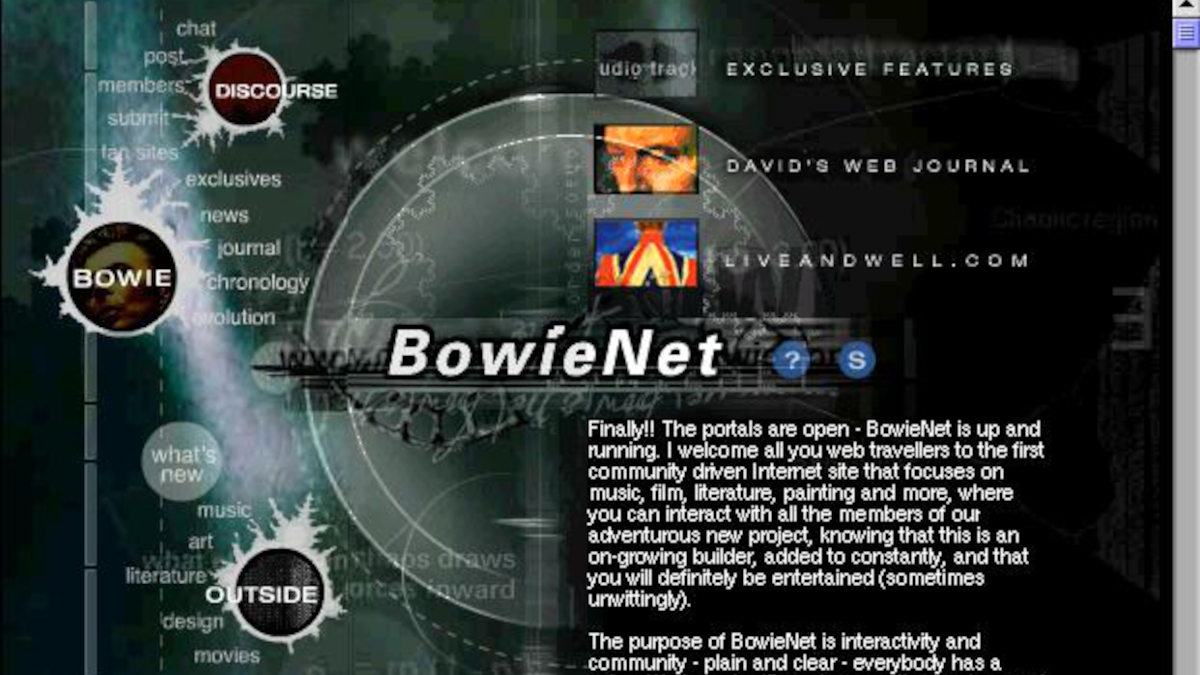 chat
post
members
submit
fan sites
DISCOURSE
exclusives
news
journal
chronology
evolution
BOWIE
what's
new
music
art
literature
design
movies
OUTSIDE
udio track
EXCLUSIVE FEATURES
DAVID'S WEB JOURNAL
LIVEANDWELL.COM
BowieNet
? S
Finally!! The portals are open - BowieNet is up and
running. I welcome all you web travellers to the first
community driven Internet site that focuses on
music, film, literature, painting and more, where
you can interact with all the members of our
adventurous new project, knowing that this is an
on-growing builder, added to constantly, and that
you will definitely be entertained (sometimes
unwittingly).
The purpose of BowieNet is interactivity and
community - plain and clear - everybody has a